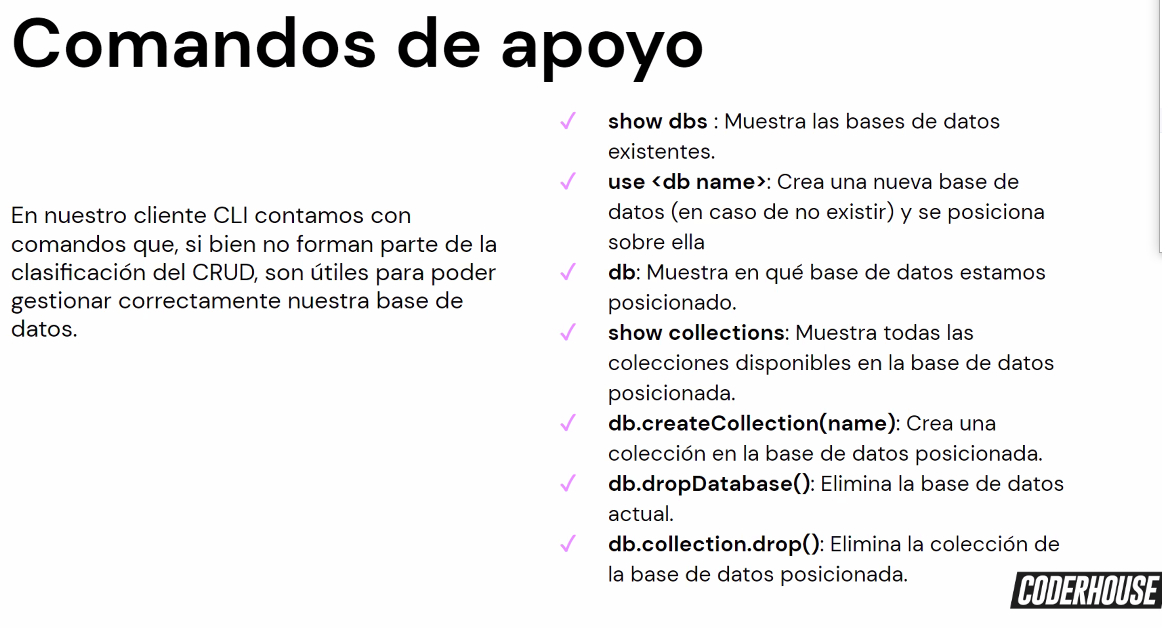 Comandos de apoyo
En nuestro cliente CLI contamos con
comandos que, si bien no forman parte de la
clasificación del CRUD, son útiles para poder
gestionar correctamente nuestra base de
datos.
✓ show dbs : Muestra las bases de datos
existentes.
✓ use <db name>: Crea una nueva base de
datos (en caso de no existir) y se posiciona
sobre ella
✓ db: Muestra en qué base de datos estamos
posicionado.
✓ show collections: Muestra todas las
colecciones disponibles en la base de datos
posicionada.
✓ db.createCollection(name): Crea una
colección en la base de datos posicionada.
✓ db.dropDatabase(): Elimina la base de datos
actual.
✓ db.collection.drop(): Elimina la colección de
la base de datos posicionada.
CODERHOUSE